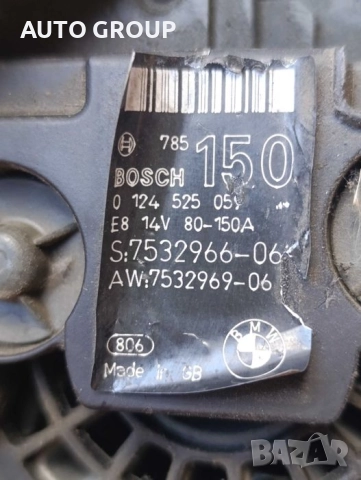 AUTO GROUP
785
150
BOSCH
0 124 525 059
E8 14V 80-150A
S:7532966-06
AW:7532969-06
806
BMW
Made in GB
BAZAR